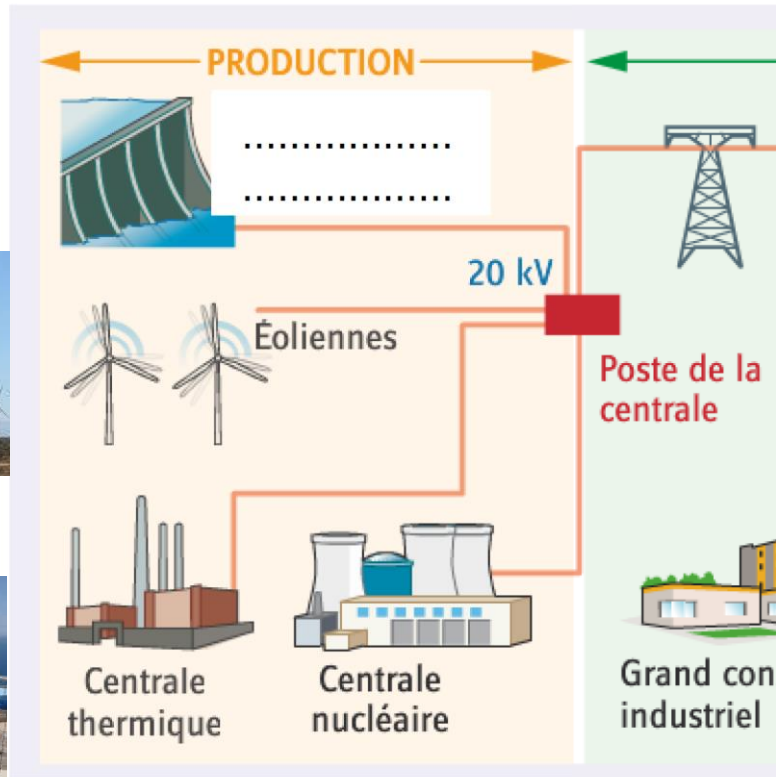 PRODUCTION
..................
..................
20 kV
Éoliennes
Poste de la
centrale
Centrale
thermique
Centrale
nucléaire
Grand con
industriel